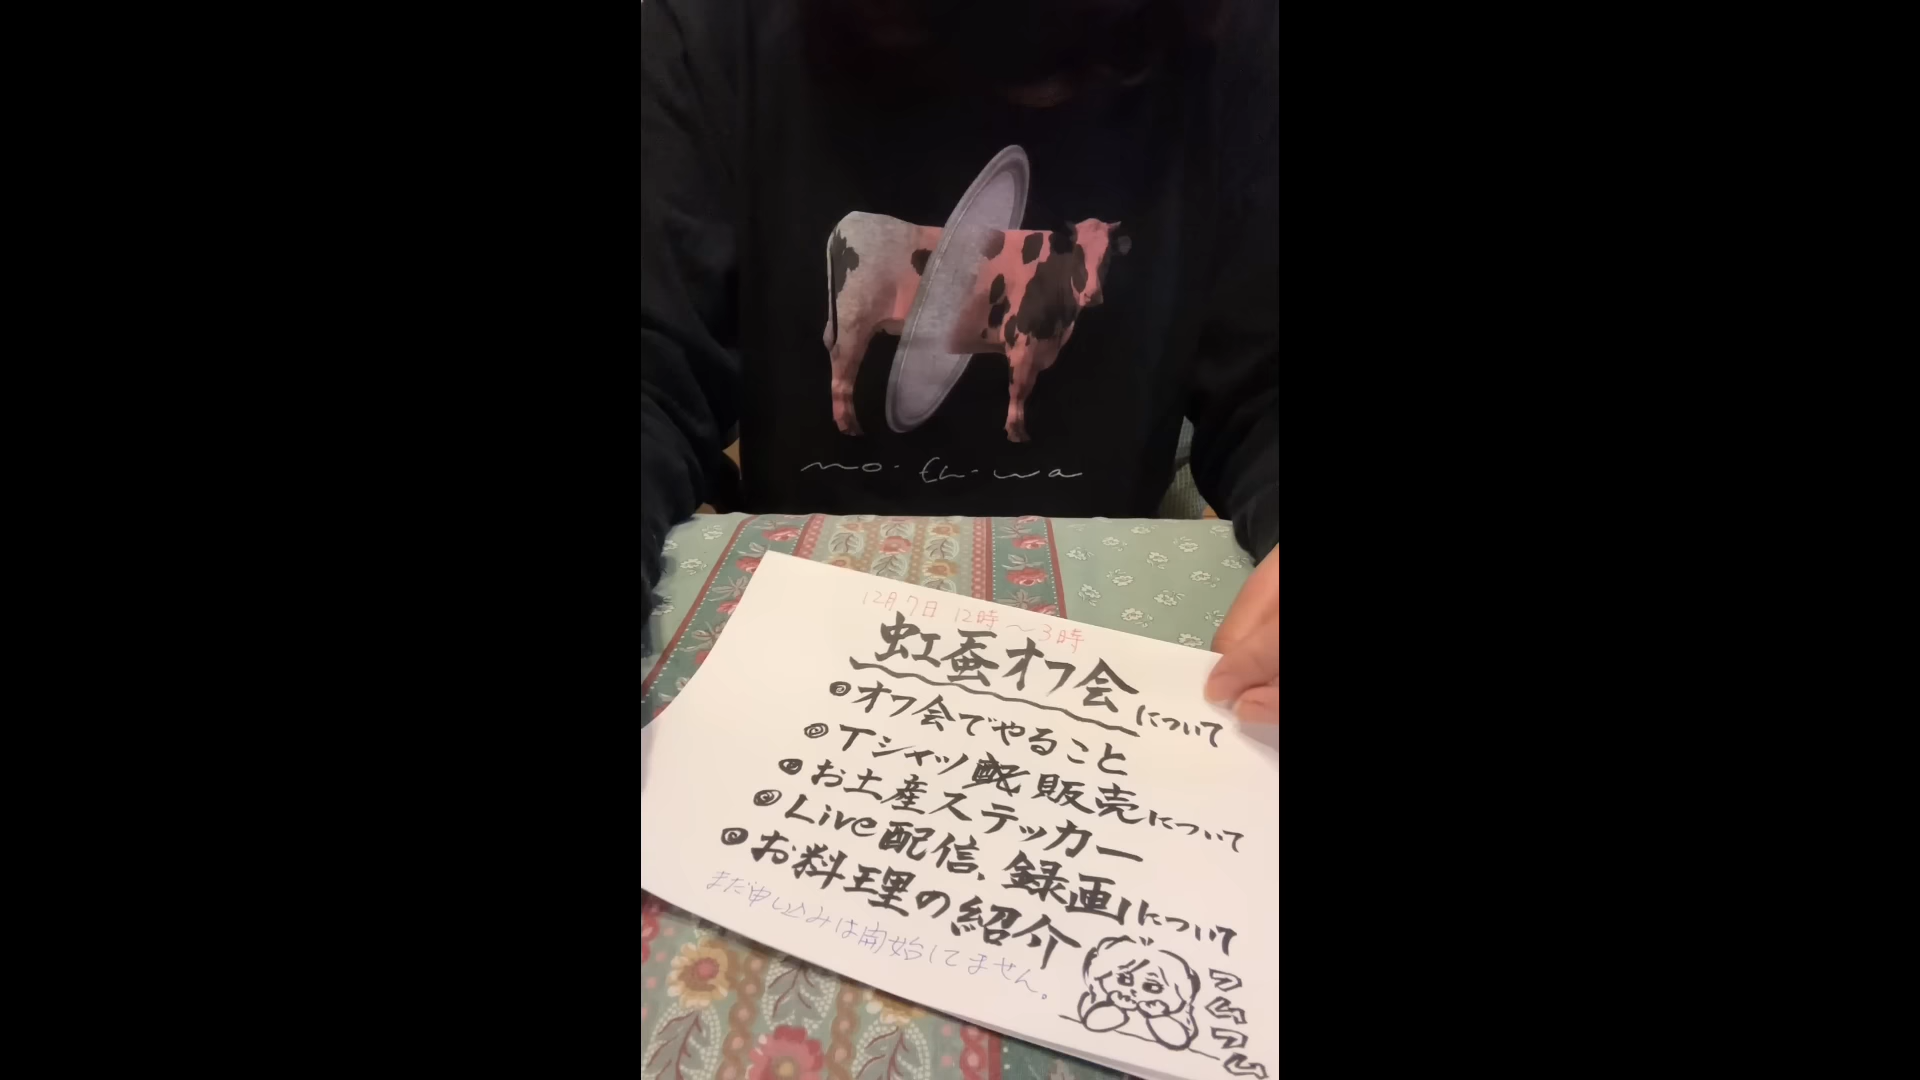 mo-eh-wa
12月7日 12時～3時
虹蚕オフ会について
オフ会でやること
Tシャツ 販売について
お土産ステッカー
Live配信、録画について
お料理の紹介
まだ申し込みは開始してません。